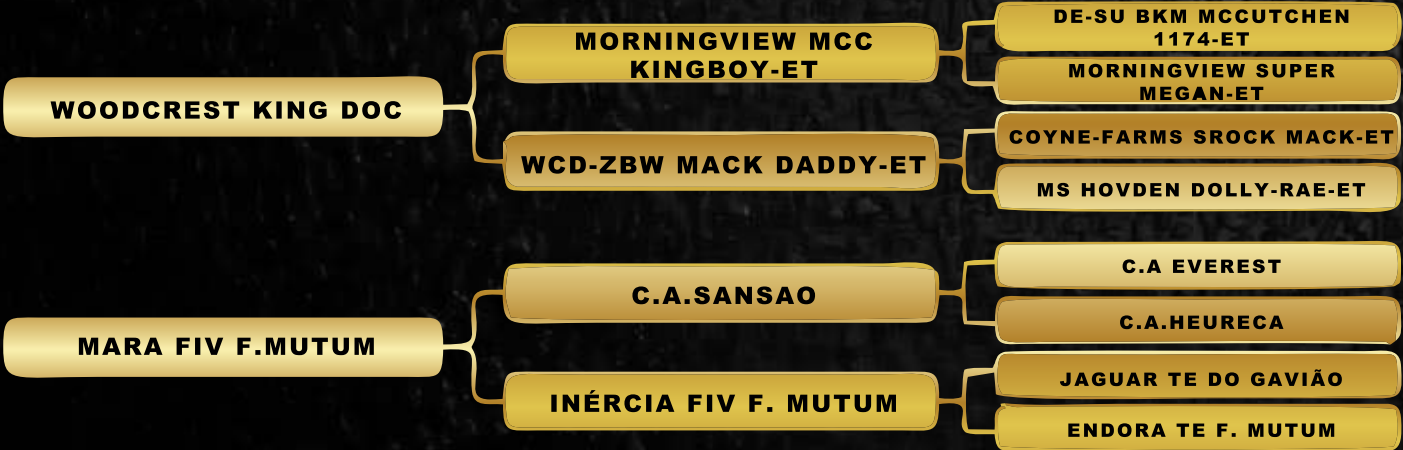 WOODCREST KING DOC
MORNINGVIEW MCC
KINGBOY-ET
DE-SU BKM MCCUTCHEN
1174-ET
MORNINGVIEW SUPER
MEGAN-ET
WCD-ZBW MACK DADDY-ET
COYNE-FARMS SROCK MACK-ET
MS HOVDEN DOLLY-RAE-ET
MARA FIV F.MUTUM
C.A.SANSAO
C.A EVEREST
C.A.HEURECA
INÉRCIA FIV F. MUTUM
JAGUAR TE DO GAVIÃO
ENDORA TE F. MUTUM